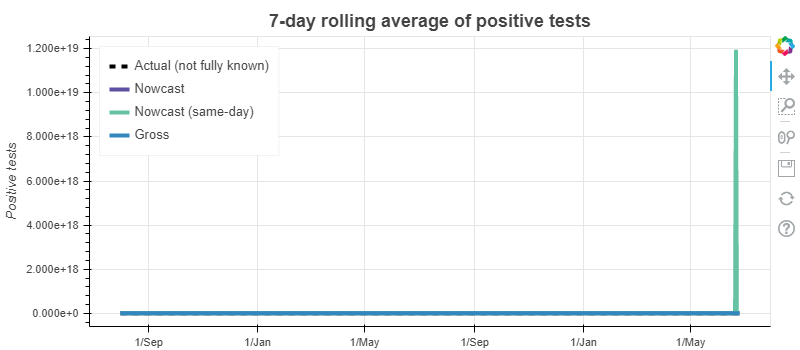 7-day rolling average of positive tests
1.200e+19
1.000e+19
8.000e+18
6.000e+18
4.000e+18
2.000e+18
0.000e+0
Positive tests
Actual (not fully known)
Nowcast
Nowcast (same-day)
Gross
1/Sep
1/Jan
1/May
1/Sep
1/Jan
1/May